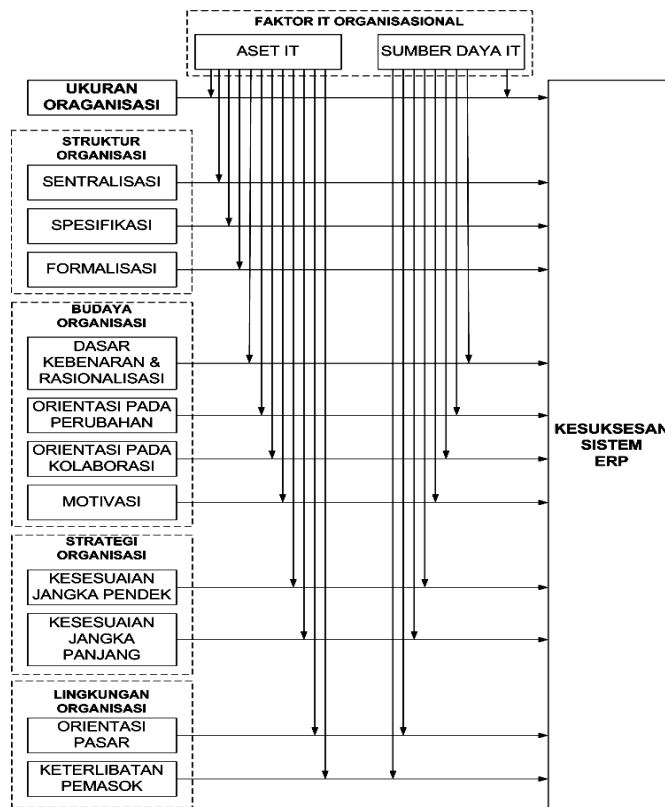 FAKTOR IT ORGANISASIONAL
ASET IT
SUMBER DAYA IT
UKURAN
ORAGANISASI
STRUKTUR
ORGANISASI
SENTRALISASI
SPESIFIKASI
FORMALISASI
BUDAYA
ORGANISASI
DASAR
KEBENARAN &
RASIONALISASI
ORIENTASI PADA
PERUBAHAN
ORIENTASI PADA
KOLABORASI
MOTIVASI
STRATEGI
ORGANISASI
KESESUAIAN
JANGKA PENDEK
KESESUAIAN
JANGKA
PANJANG
LINGKUNGAN
ORGANISASI
ORIENTASI
PASAR
KETERLIBATAN
PEMASOK
KESUKSESAN
SISTEM
ERP